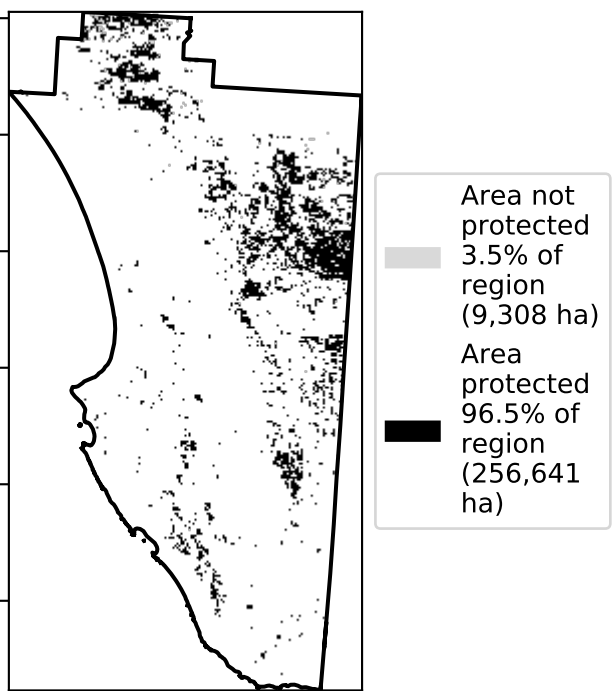 Area not
protected
3.5% of
region
(9,308 ha)
Area
protected
96.5% of
region
(256,641
ha)